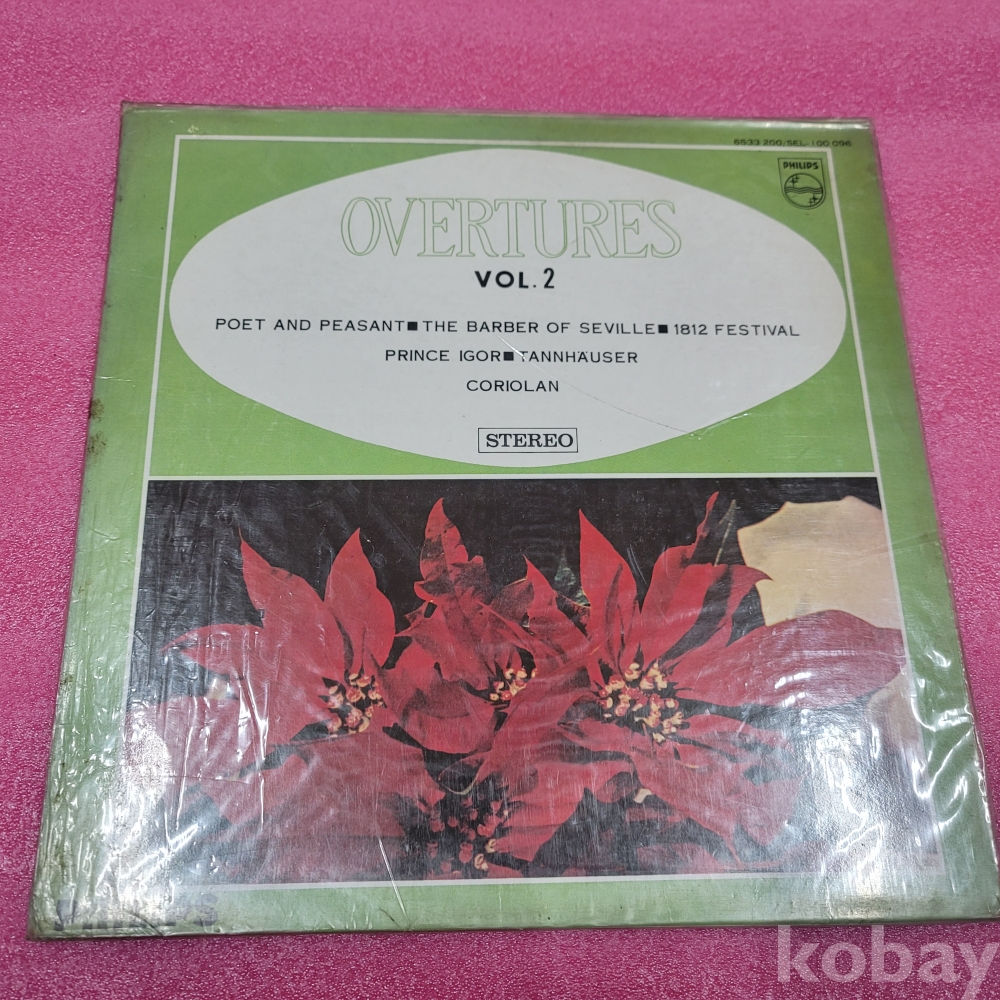 6533 200/SEL-100 096
PHILIPS
OVERTURES
VOL. 2
POET AND PEASANT■THE BARBER OF SEVILLE■1812 FESTIVAL
PRINCE IGOR■TANNHÄUSER
CORIOLAN
STEREO
kobay